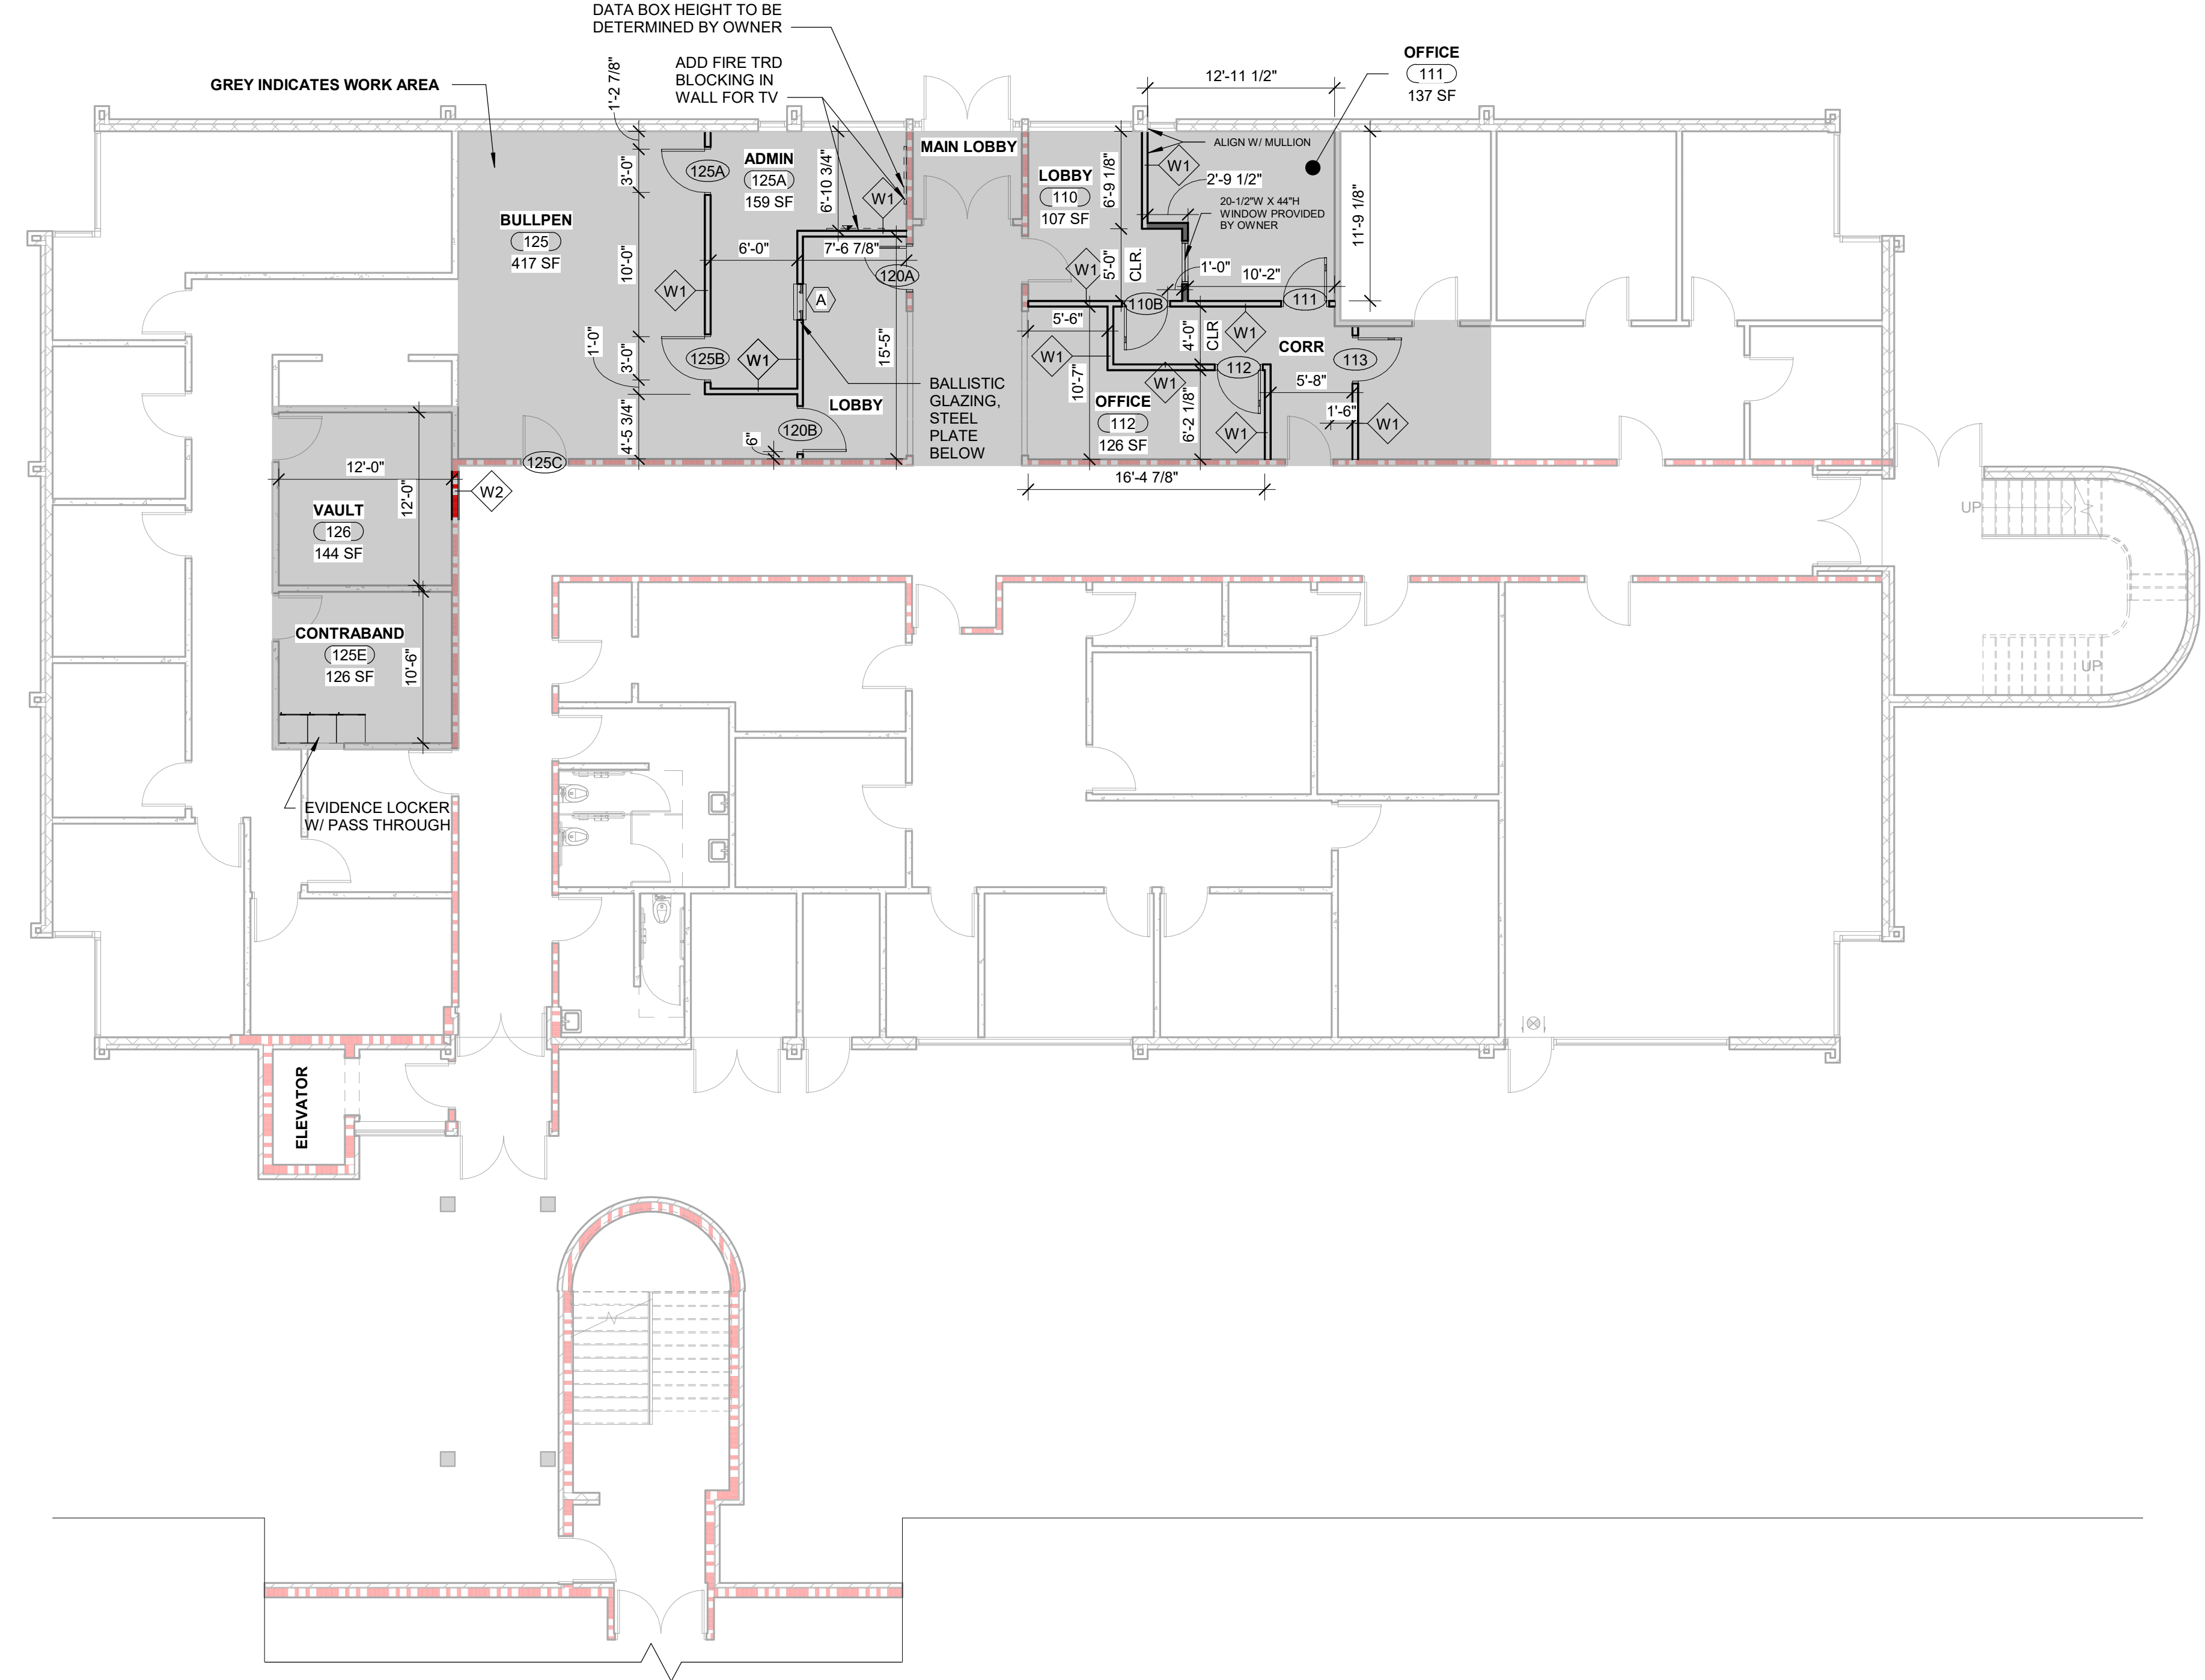 DATA BOX HEIGHT TO BE
DETERMINED BY OWNER
ADD FIRE TRD
BLOCKING IN
WALL FOR TV
GREY INDICATES WORK AREA
1'-2 7/8"
12'-11 1/2"
OFFICE
111
137 SF
MAIN LOBBY
ALIGN W/ MULLION
BULLPEN
125
417 SF
3'-0"
10'-0"
1'-0"
3'-0"
4'-5 3/4"
125A
125B
125C
ADMIN
125A
159 SF
6'-10 3/4"
W1
6'-0"
7'-6 7/8"
W1
A
120A
W1
15'-5"
LOBBY
120B
6"
BALLISTIC
GLAZING,
STEEL
PLATE
BELOW
LOBBY
110
107 SF
6'-9 1/8"
W1
2'-9 1/2"
20-1/2"W X 44"H
WINDOW PROVIDED
BY OWNER
11'-9 1/8"
W1
5'-0"
CLR.
1'-0"
10'-2"
110B
111
5'-6"
W1
4'-0"
CLR
W1
CORR
113
W1
112
5'-8"
10'-7"
OFFICE
112
126 SF
6'-2 1/8"
W1
1'-6"
W1
16'-4 7/8"
12'-0"
12'-0"
W2
VAULT
126
144 SF
CONTRABAND
125E
126 SF
10'-6"
EVIDENCE LOCKER
W/ PASS THROUGH
UP
UP
ELEVATOR